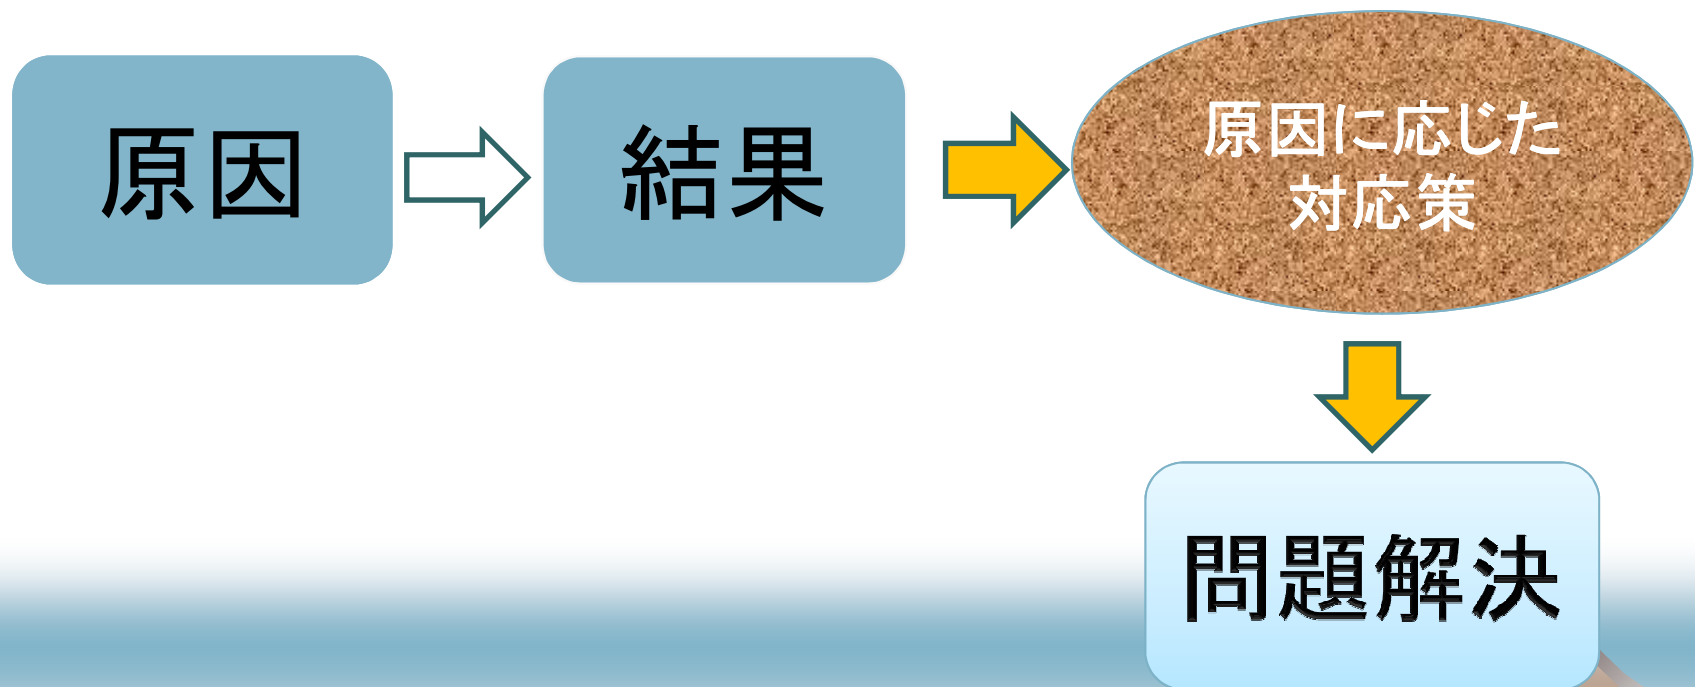 原因
結果
原因に応じた
対応策
問題解決